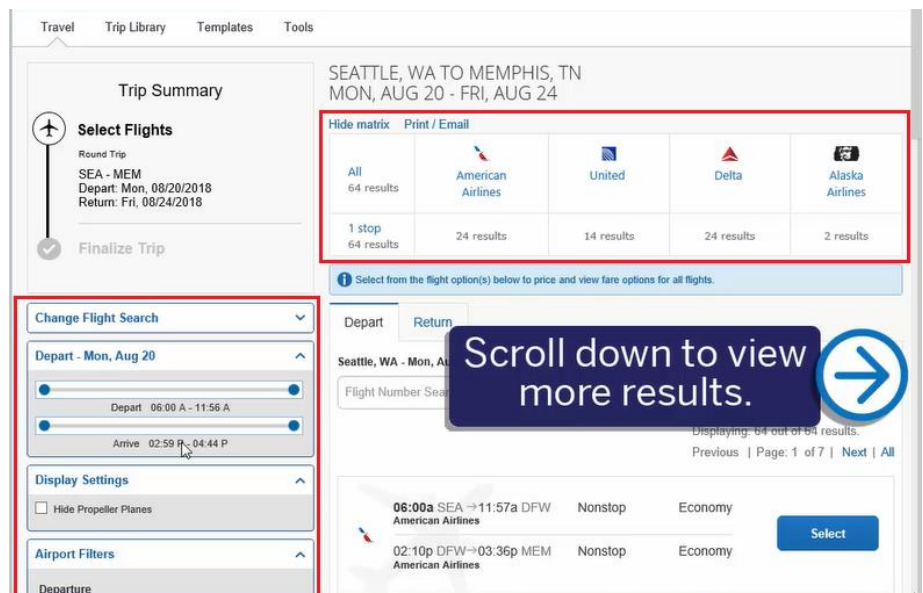 Travel Trip Library Templates Tools
Trip Summary
Select Flights
Round Trip
SEA - MEM
Depart: Mon, 08/20/2018
Return: Fri, 08/24/2018
Finalize Trip
SEATTLE, WA TO MEMPHIS, TN
MON, AUG 20 - FRI, AUG 24
Hide matrix Print / Email
All
64 results
American
Airlines
United
Delta
Alaska
Airlines
1 stop
64 results
24 results
14 results
24 results
2 results
Select from the flight option(s) below to price and view fare options for all flights.
Change Flight Search
Depart - Mon, Aug 20
Depart 06:00 A - 11:56 A
Arrive 02:59 P - 04:44 P
Display Settings
Hide Propeller Planes
Airport Filters
Departure
Depart Return
Seattle, WA - Mon,
Flight Number
Scroll down to view
more results.
Displaying: 64 out of 64 results.
Previous | Page: 1 of 7 | Next | All
06:00a SEA → 11:57a DFW Nonstop Economy
American Airlines
Select
02:10p DFW → 03:36p MEM Nonstop Economy
American Airlines